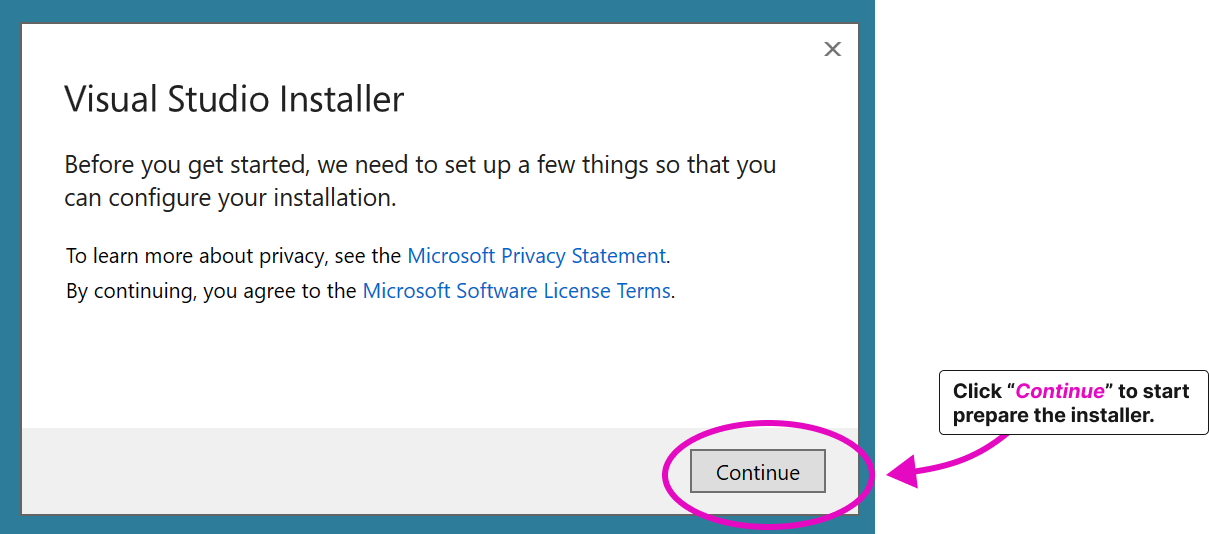 Visual Studio Installer
Before you get started, we need to set up a few things so that you
can configure your installation.
To learn more about privacy, see the Microsoft Privacy Statement.
By continuing, you agree to the Microsoft Software License Terms.
Click “Continue” to start
prepare the installer.
Continue